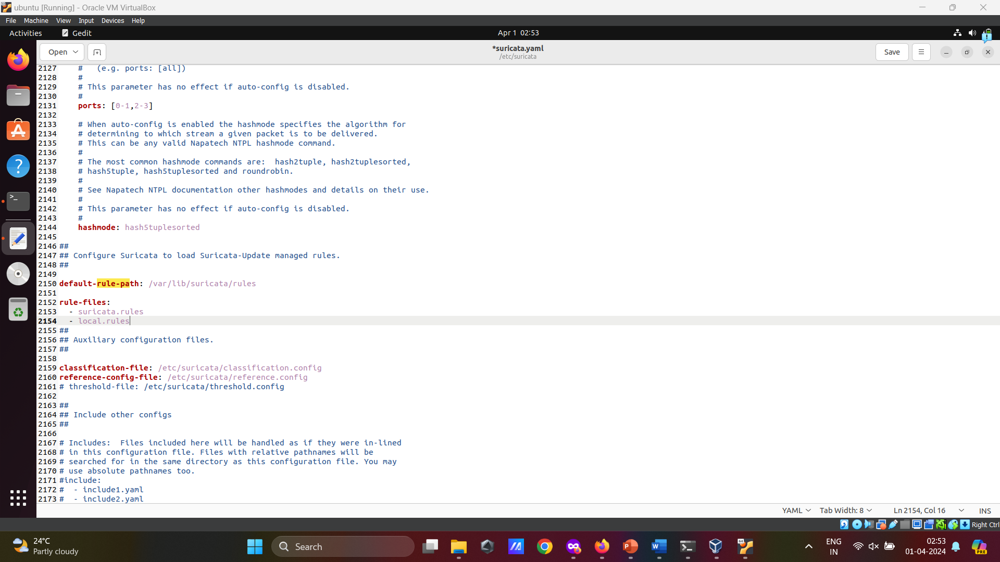 ubuntu [Running] - Oracle VM VirtualBox
File Machine View Input Devices Help
Activities Gedit Apr 1 02:53
Open *suricata.yaml Save
/etc/suricata
2127     #   (e.g. ports: [all])
2128     #
2129     # This parameter has no effect if auto-config is disabled.
2130     #
2131     ports: [0-1,2-3]
2132
2133     # When auto-config is enabled the hashmode specifies the algorithm for
2134     # determining to which stream a given packet is to be delivered.
2135     # This can be any valid Napatech NTPL hashmode command.
2136     #
2137     # The most common hashmode commands are:  hash2tuple, hash2tuplesorted,
2138     # hash5tuple, hash5tuplesorted and roundrobin.
2139     #
2140     # See Napatech NTPL documentation other hashmodes and details on their use.
2141     #
2142     # This parameter has no effect if auto-config is disabled.
2143     #
2144     hashmode: hash5tuplesorted
2145
2146 ##
2147 ## Configure Suricata to load Suricata-Update managed rules.
2148 ##
2149
2150 default-rule-path: /var/lib/suricata/rules
2151
2152 rule-files:
2153   - suricata.rules
2154   - local.rules
2155 ##
2156 ## Auxiliary configuration files.
2157 ##
2158
2159 classification-file: /etc/suricata/classification.config
2160 reference-config-file: /etc/suricata/reference.config
2161 # threshold-file: /etc/suricata/threshold.config
2162
2163 ##
2164 ## Include other configs
2165 ##
2166
2167 # Includes:  Files included here will be handled as if they were in-lined
2168 # in this configuration file. Files with relative pathnames will be
2169 # searched for in the same directory as this configuration file. You may
2170 # use absolute pathnames too.
2171 #include:
2172 #  - include1.yaml
2173 #  - include2.yaml
YAML Tab Width: 8 Ln 2154, Col 16 INS
Right Ctrl
24°C
Partly cloudy
Search
ENG
IN
02:53
01-04-2024
PRE